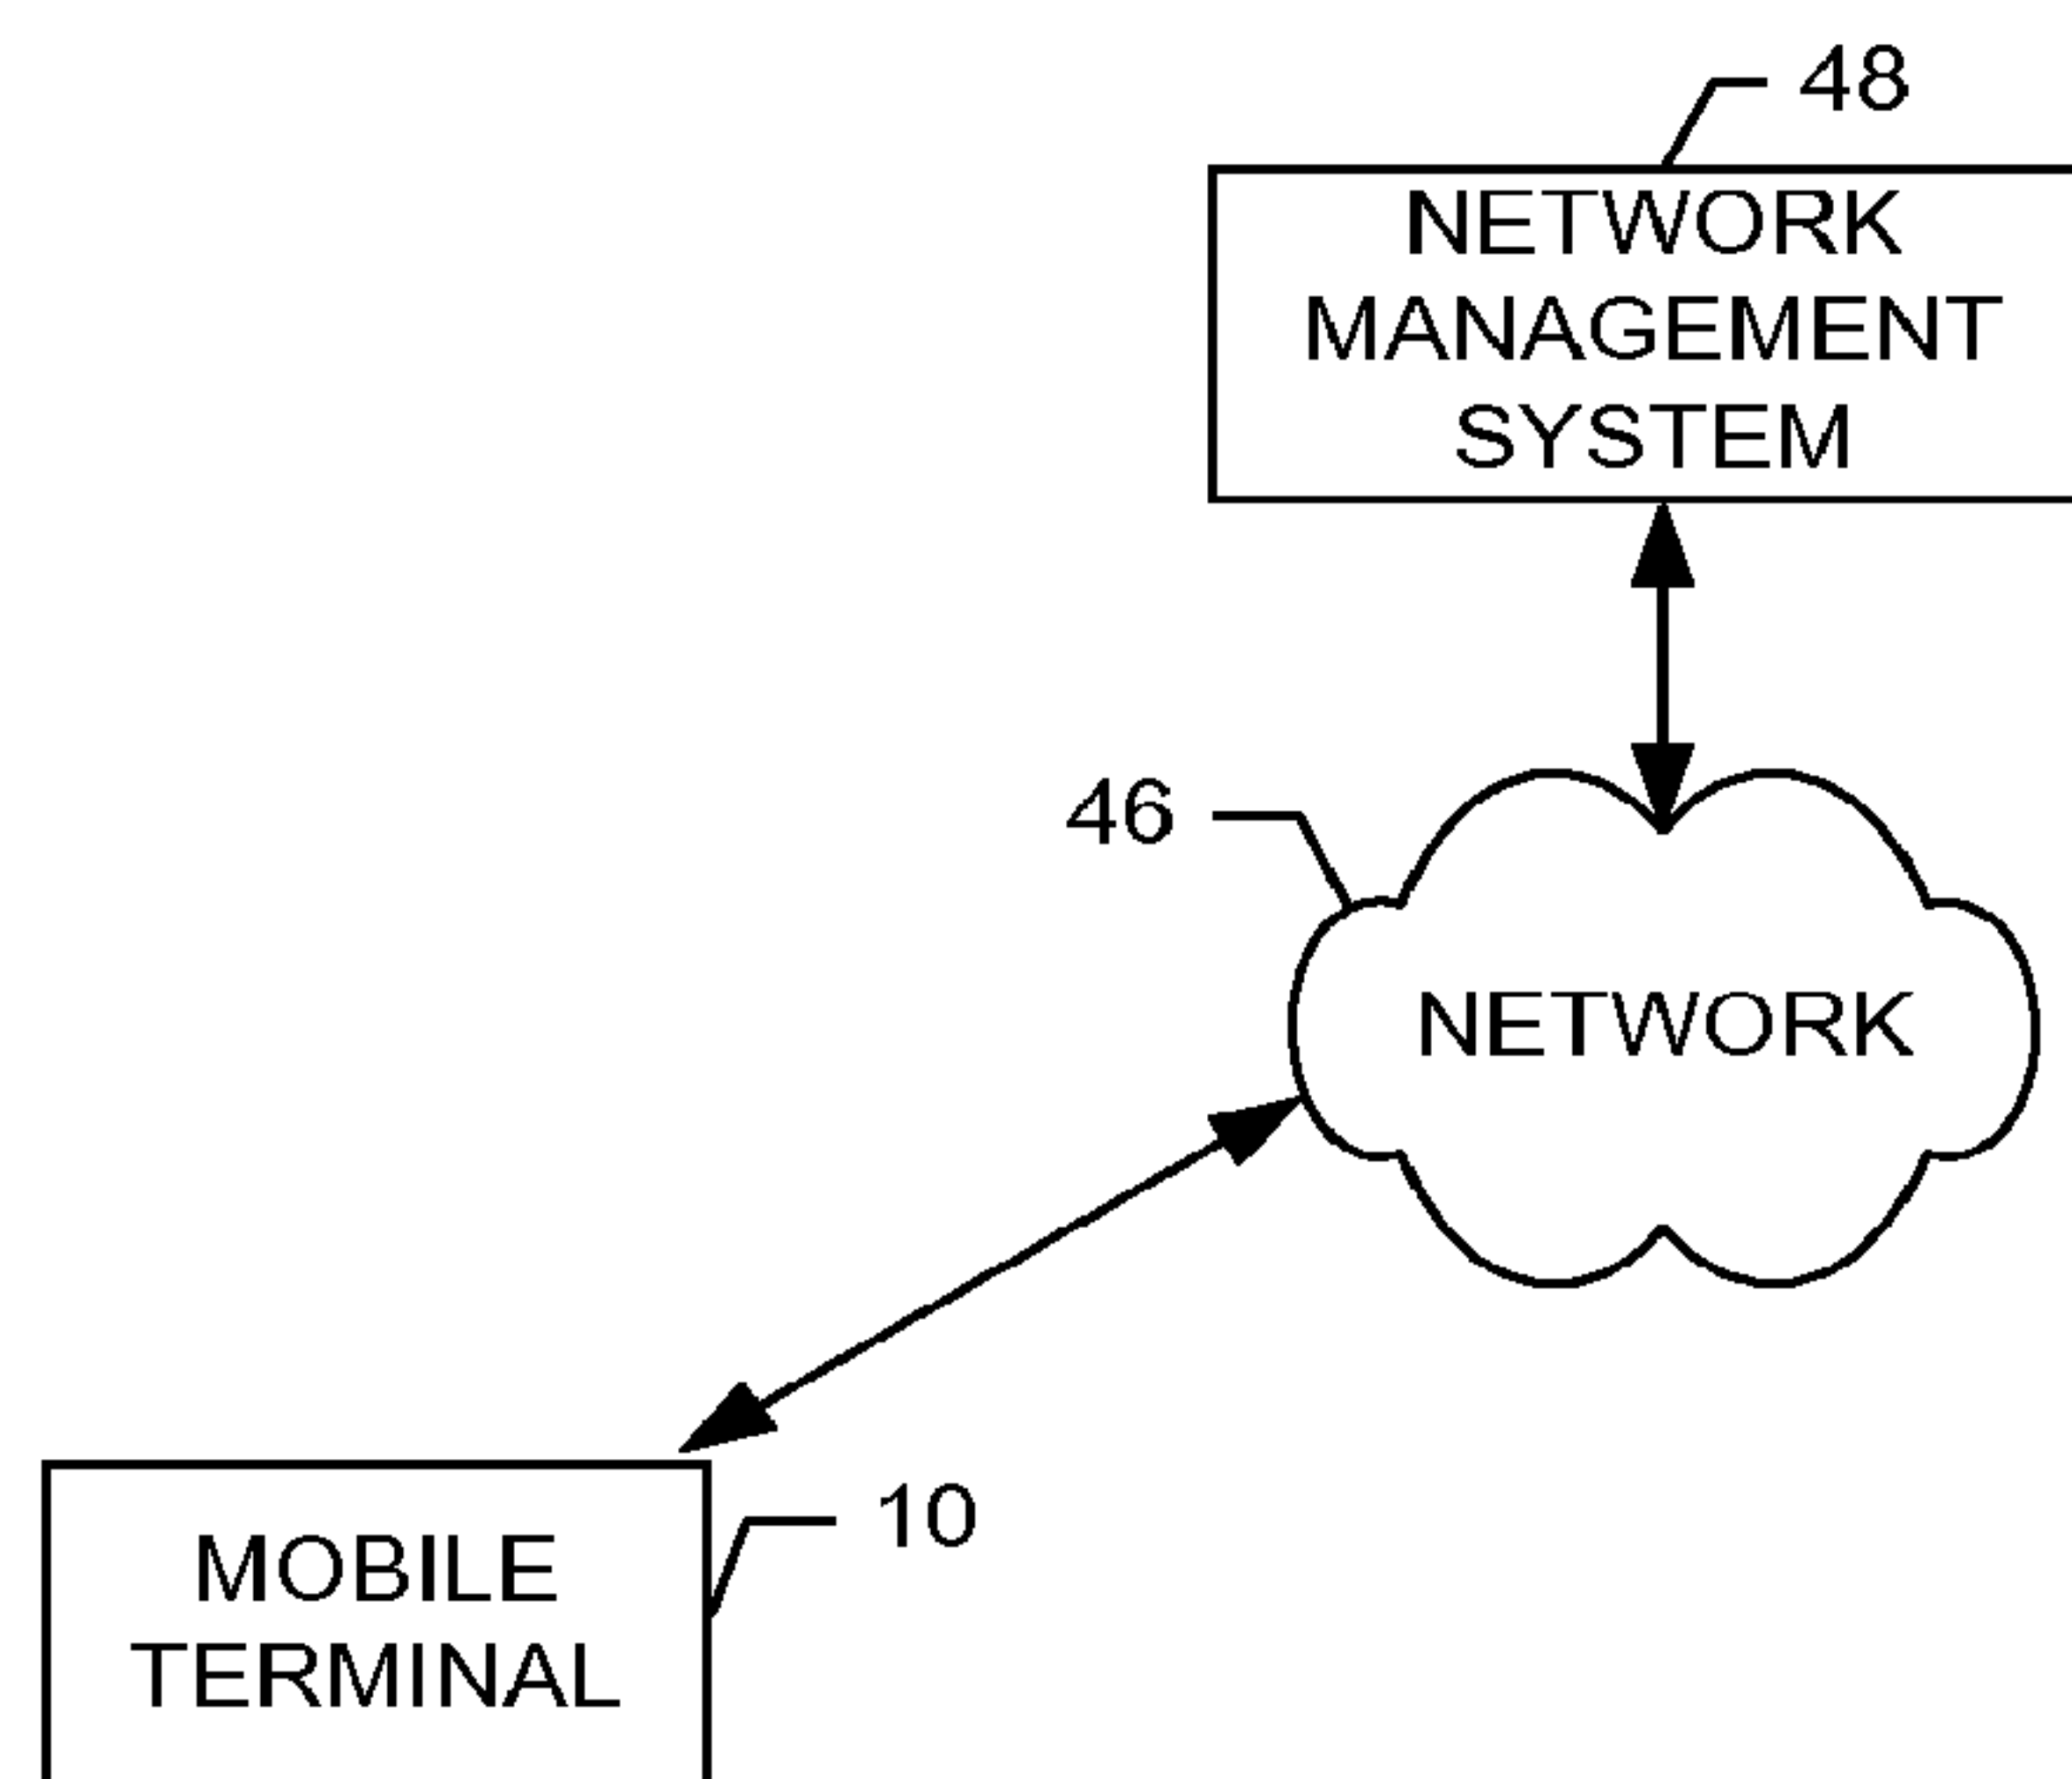 48
NETWORK
MANAGEMENT
SYSTEM
46
NETWORK
10
MOBILE
TERMINAL